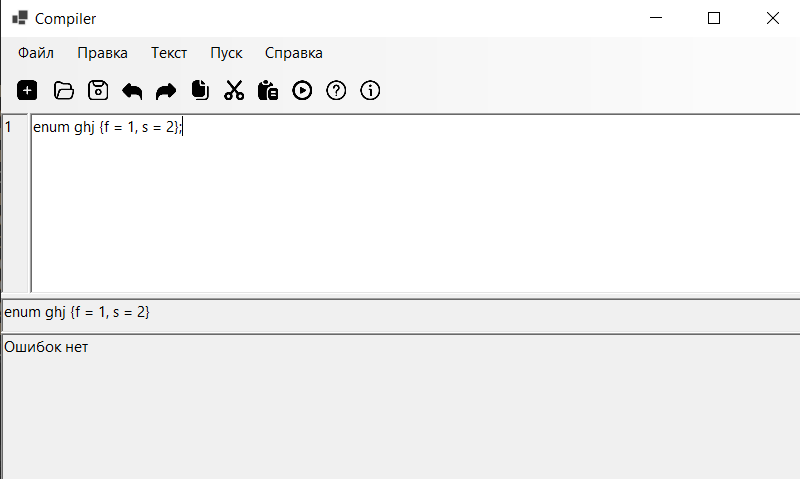 Compiler
Файл Правка Текст Пуск Справка
1 enum ghj {f = 1, s = 2};
enum ghj {f = 1, s = 2}
Ошибок нет